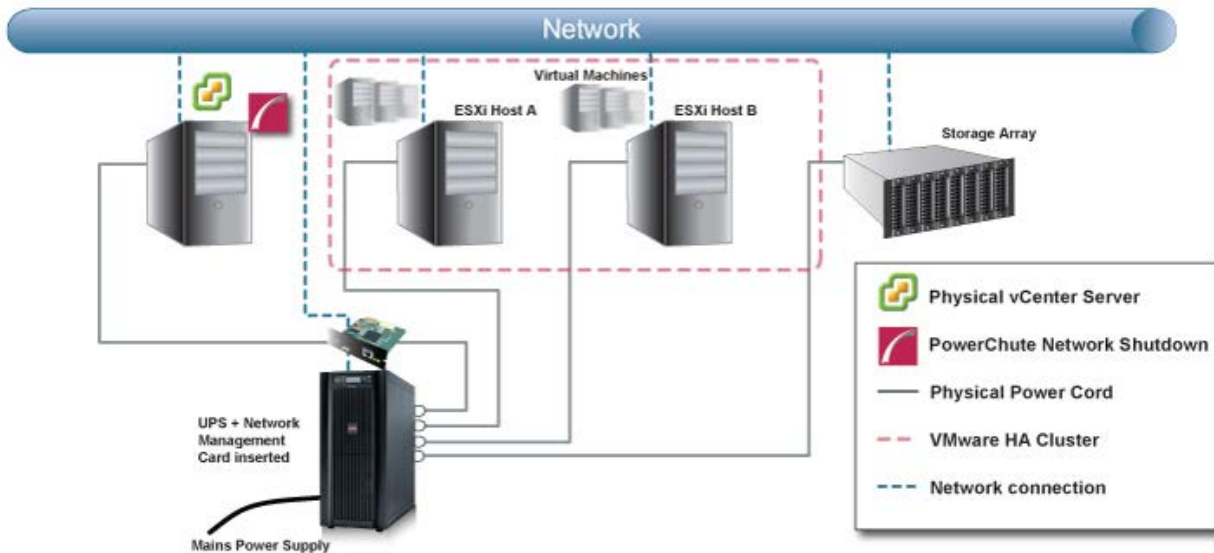 Network
Virtual Machines
ESXi Host A
ESXi Host B
Storage Array
UPS + Network
Management
Card inserted
Mains Power Supply
Physical vCenter Server
PowerChute Network Shutdown
Physical Power Cord
VMware HA Cluster
Network connection